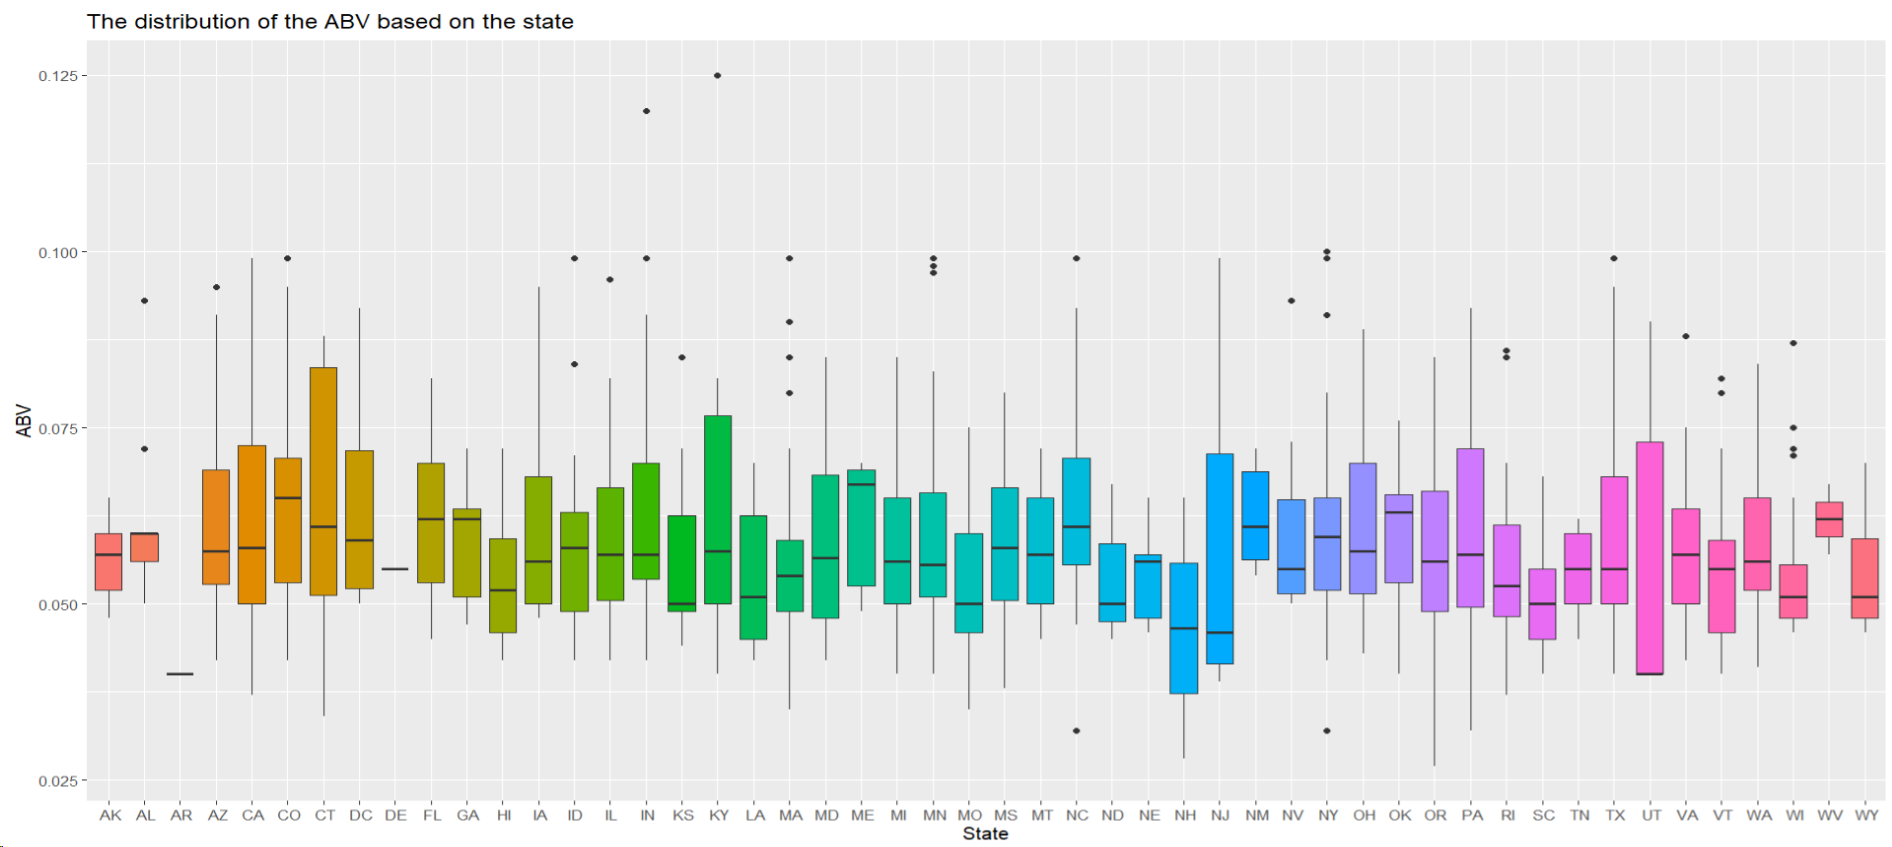 The distribution of the ABV based on the state
0.125
0.100
0.075
0.050
0.025
ABV
AK AL AR AZ CA CO CT DC DE FL GA HI IA ID IL IN KS KY LA MA MD ME MI MN MO MS MT NC ND NE NH NJ NM NV NY OH OK OR PA RI SC TN TX UT VA VT WA WI WV WY
State